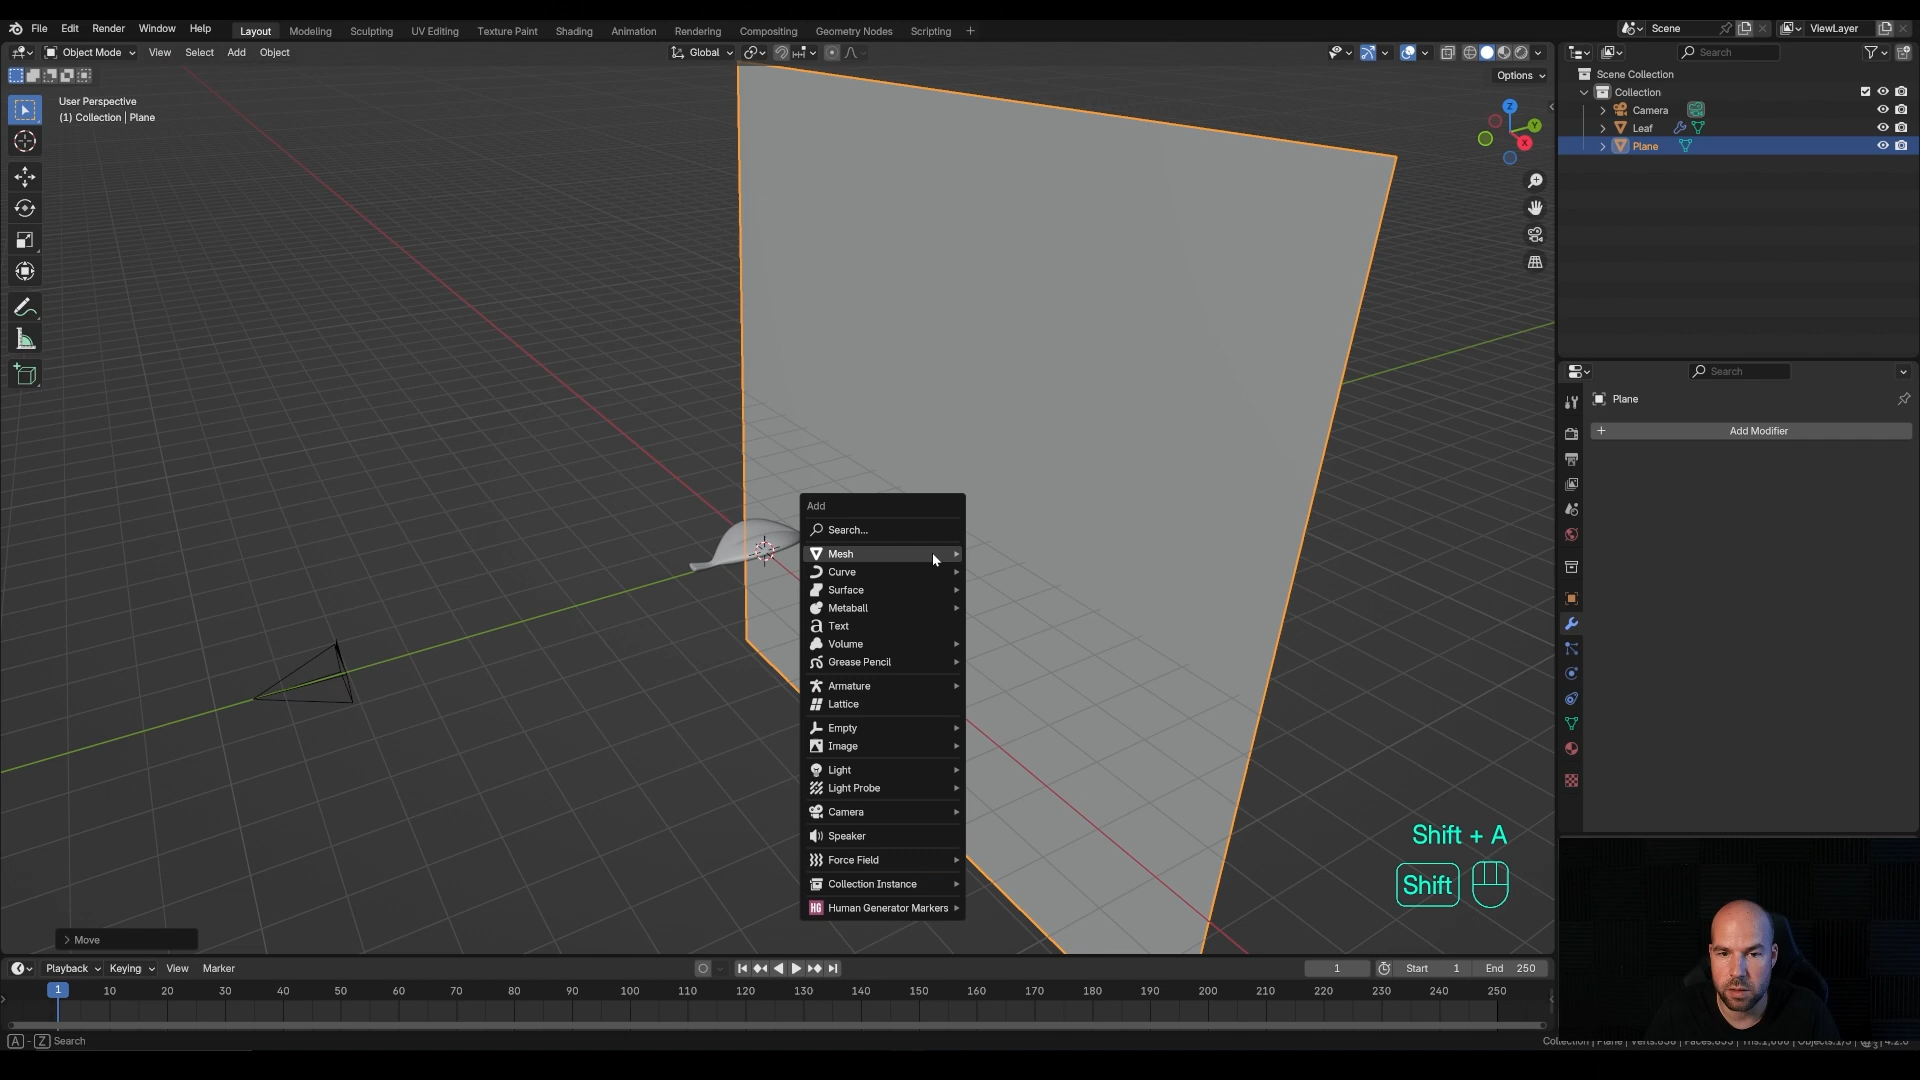 File Edit Render Window Help Layout Modeling Sculpting UV Editing Texture Paint Shading Animation Rendering Compositing Geometry Nodes Scripting + Scene ViewLayer
Object Mode View Select Add Object Global Search
Options
User Perspective
(1) Collection | Plane
Scene Collection
Collection
Camera
Leaf
Plane
Z
Y
X
Search
Plane
+ Add Modifier
Add
Search...
Mesh
Curve
Surface
Metaball
Text
Volume
Grease Pencil
Armature
Lattice
Empty
Image
Light
Light Probe
Camera
Speaker
Force Field
Collection Instance
HG Human Generator Markers
Shift + A
Shift
> Move
Playback Keying View Marker 1 Start 1 End 250
1 10 20 30 40 50 60 70 80 90 100 110 120 130 140 150 160 170 180 190 200 210 220 230 240 250
A - Z Search